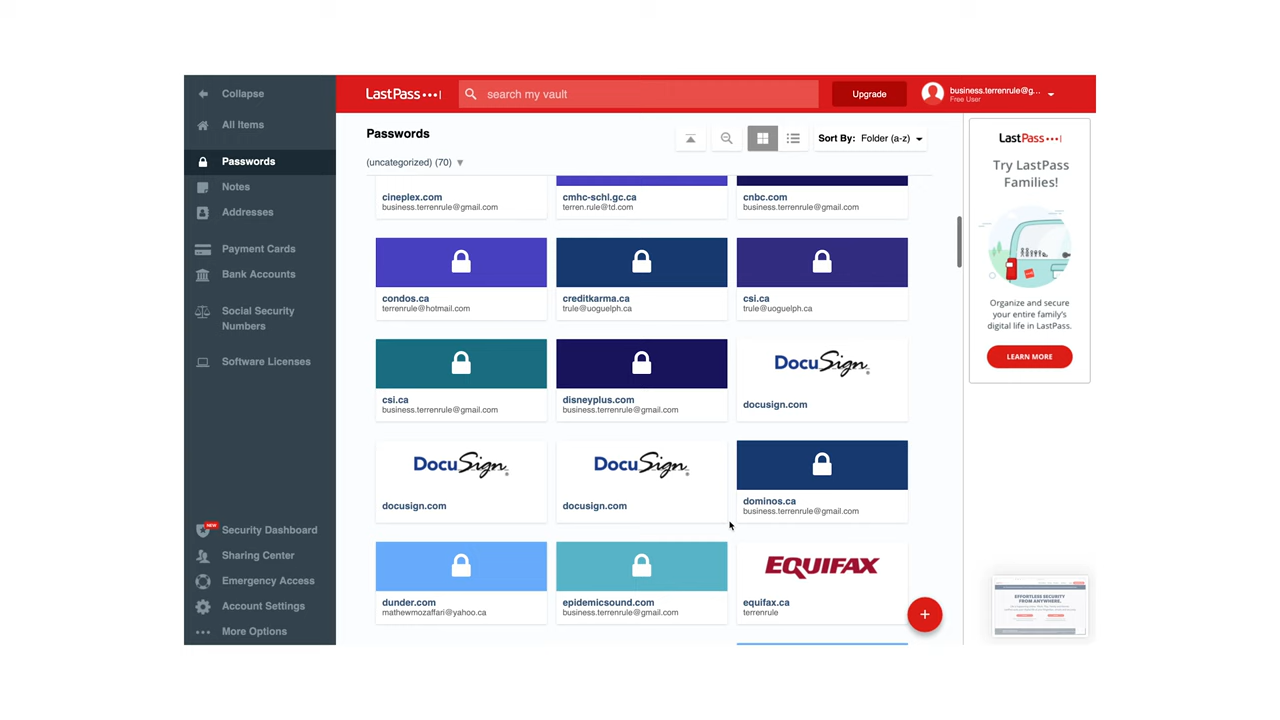 Collapse
All Items
Passwords
Notes
Addresses
Payment Cards
Bank Accounts
Social Security
Numbers
Software Licenses
NEW
Security Dashboard
Sharing Center
Emergency Access
Account Settings
More Options
LastPass
search my vault
Upgrade
business.terrenrule@g...
Free User
Passwords
Sort By: Folder (a-z)
(uncategorized) (70)
cineplex.com
business.terrenrule@gmail.com
cmhc-schl.gc.ca
terren.rule@td.com
cnbc.com
business.terrenrule@gmail.com
condos.ca
terrenrule@hotmail.com
creditkarma.ca
trule@uoguelph.ca
csi.ca
trule@uoguelph.ca
csi.ca
business.terrenrule@gmail.com
disneyplus.com
business.terrenrule@gmail.com
DocuSign
docusign.com
DocuSign
docusign.com
DocuSign
docusign.com
dominos.ca
business.terrenrule@gmail.com
dunder.com
mathewmozaffari@yahoo.ca
epidemicsound.com
business.terrenrule@gmail.com
EQUIFAX
equifax.ca
terrenrule
LastPass
Try LastPass
Families!
Organize and secure
your entire family's
digital life in LastPass.
LEARN MORE
EFFORTLESS SECURITY
FROM ANYWHERE.